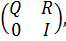 (Q R
0 I),